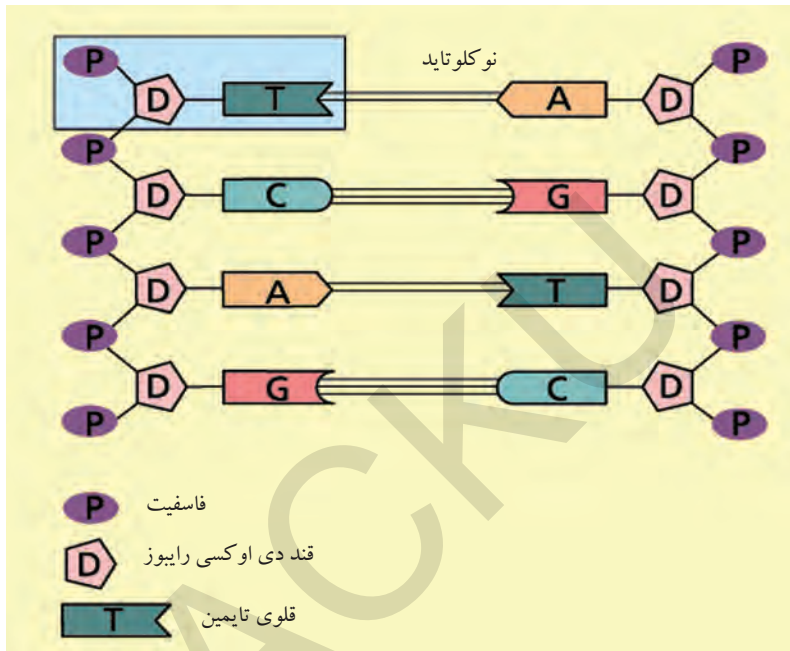 P نوکلوتاید P
D T A D
P P
D C G D
P P
D A T D
P P
D G C D
P P
P فاسفیت
D قند دی اوکسی رایبوز
T قلوی تایمین
ACKU